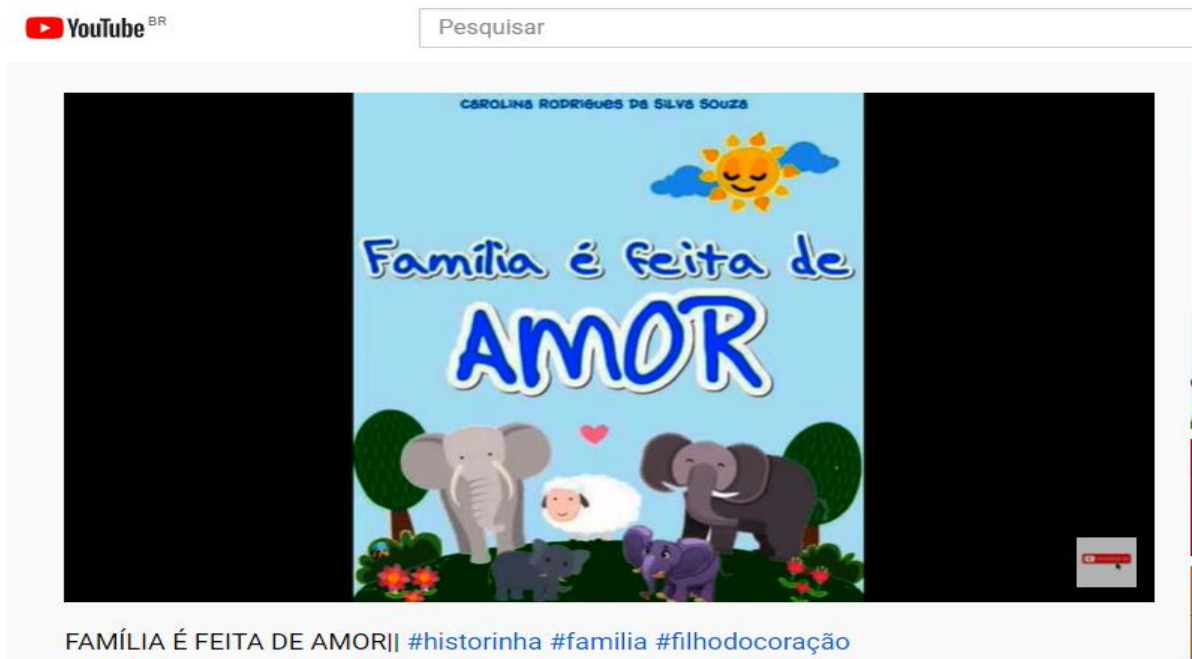 YouTube BR
Pesquisar
CAROLINA RODRIGUES DA SILVA SOUZA
Família é feita de
AMOR
FAMÍLIA É FEITA DE AMOR|| #historinha #familia #filhodocoração